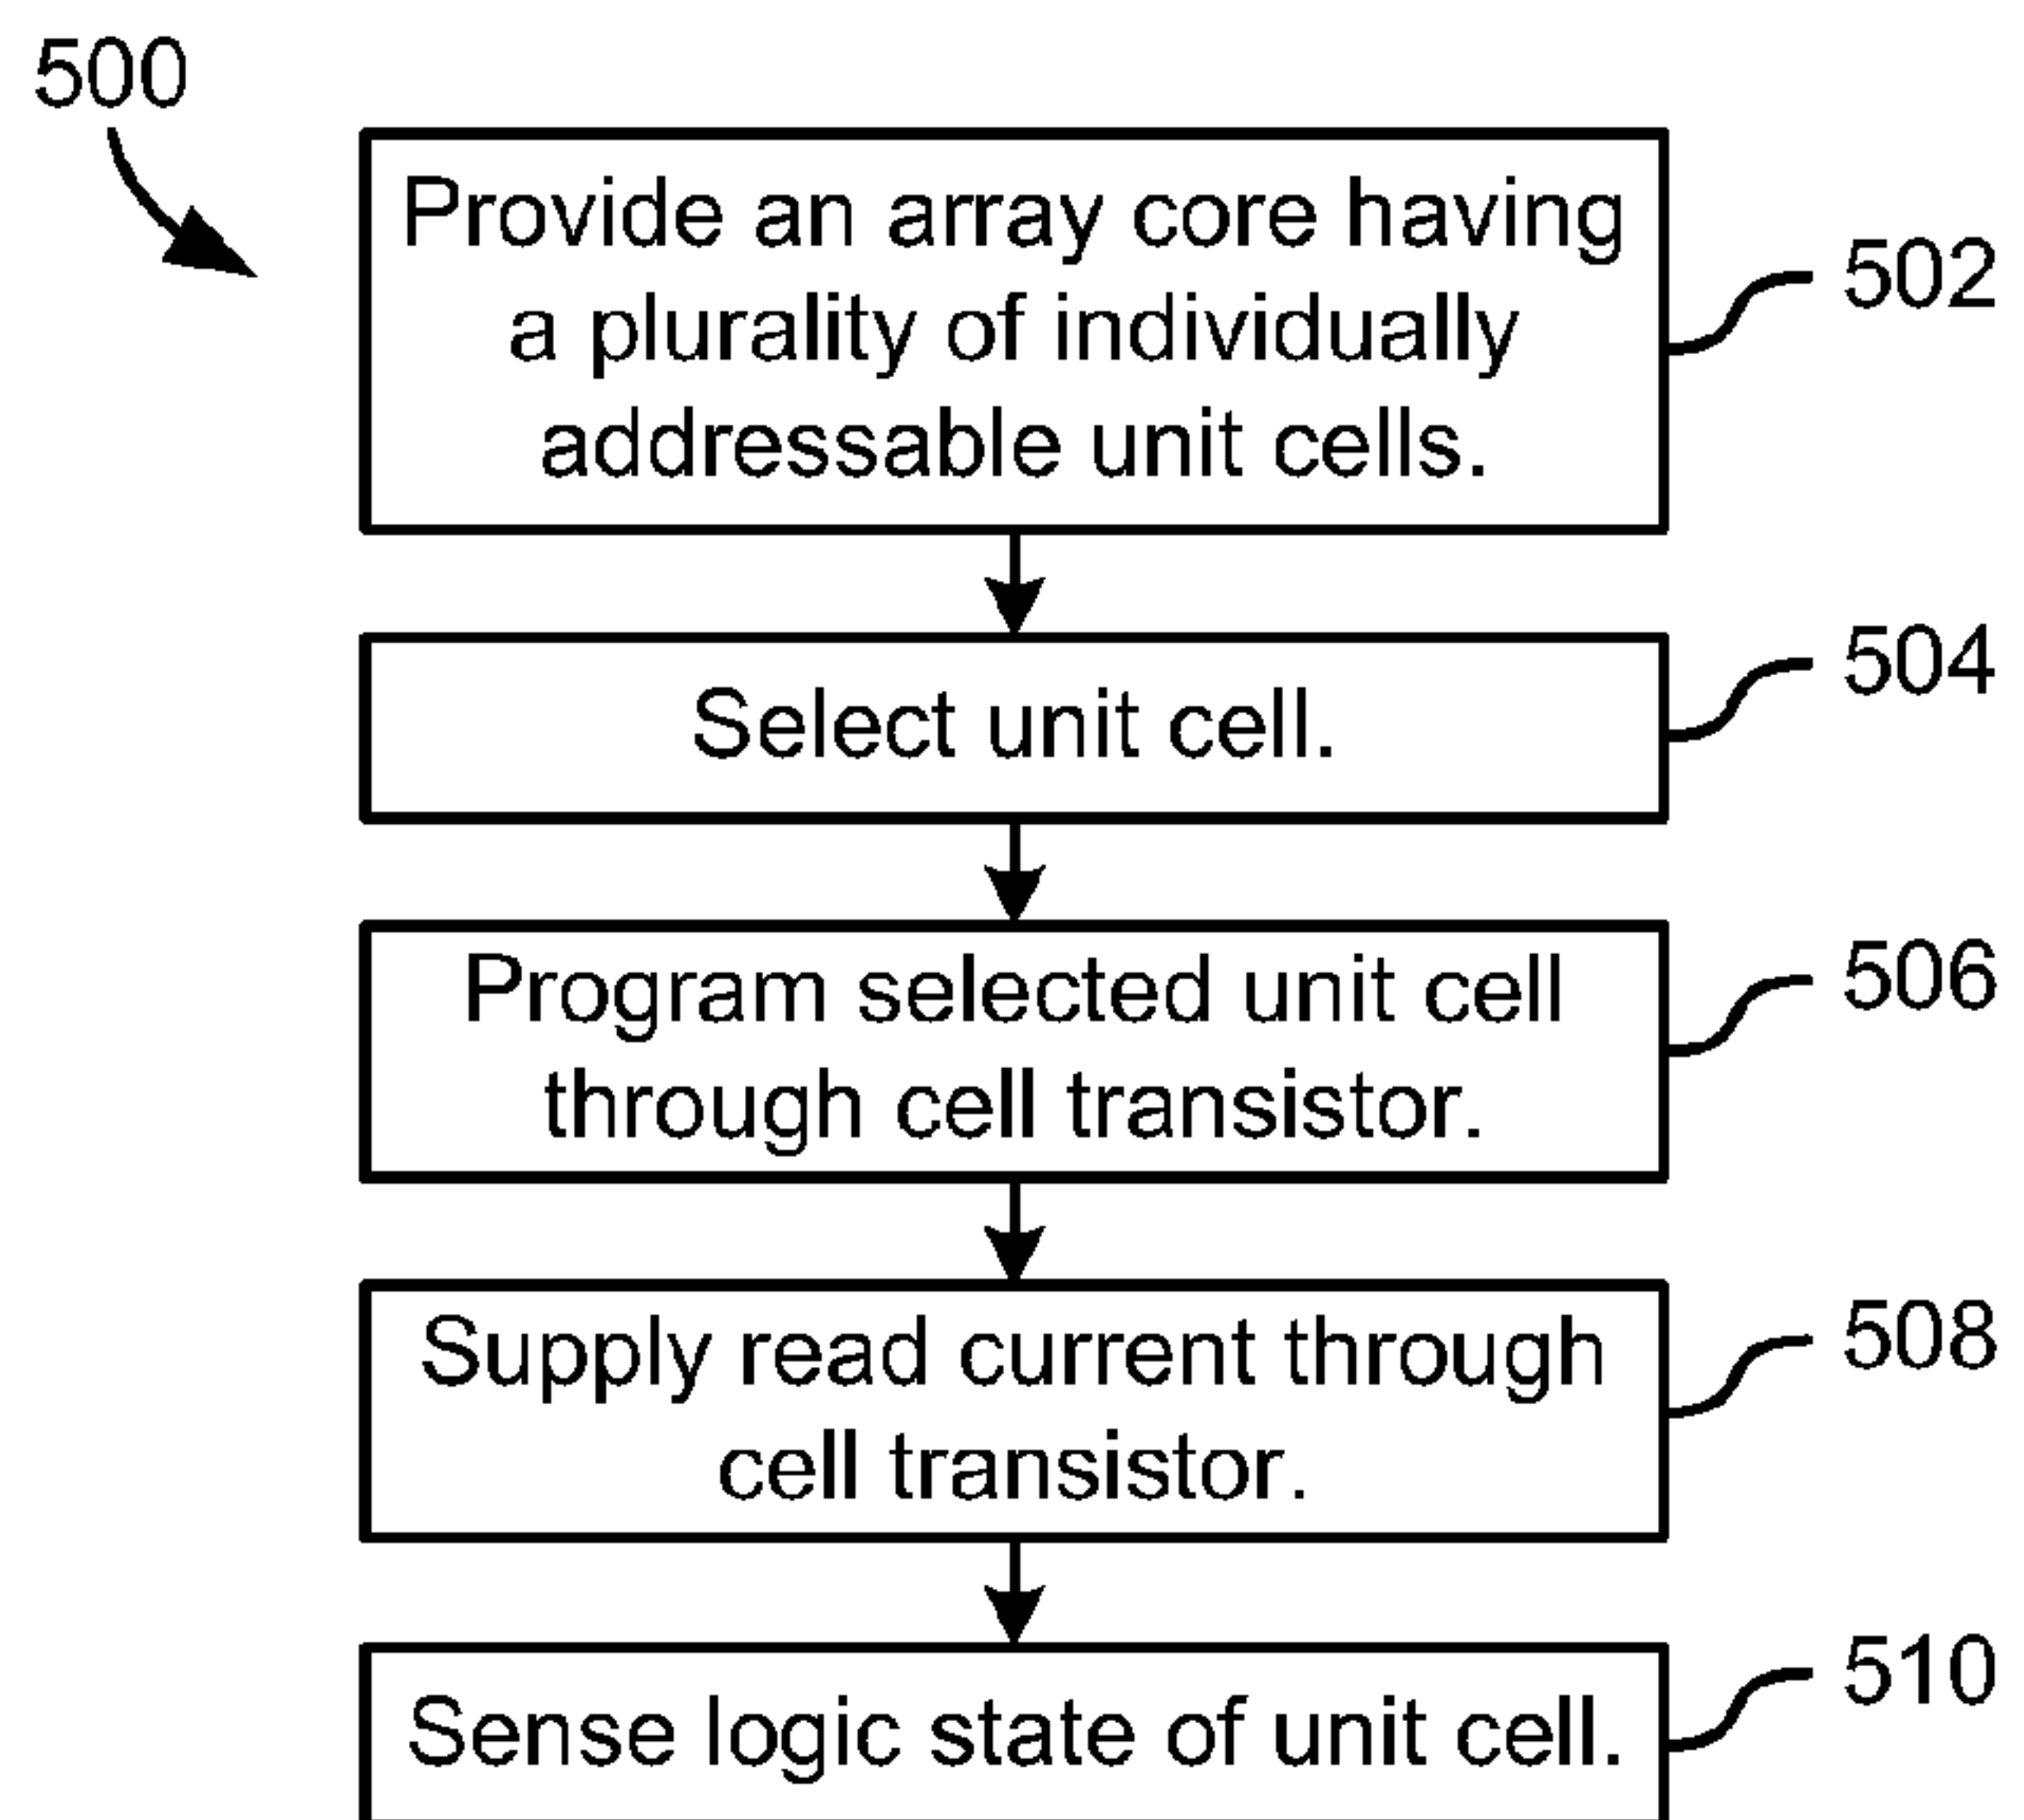 500
Provide an array core having
a plurality of individually
addressable unit cells.
502
Select unit cell.
504
Program selected unit cell
through cell transistor.
506
Supply read current through
cell transistor.
508
Sense logic state of unit cell.
510